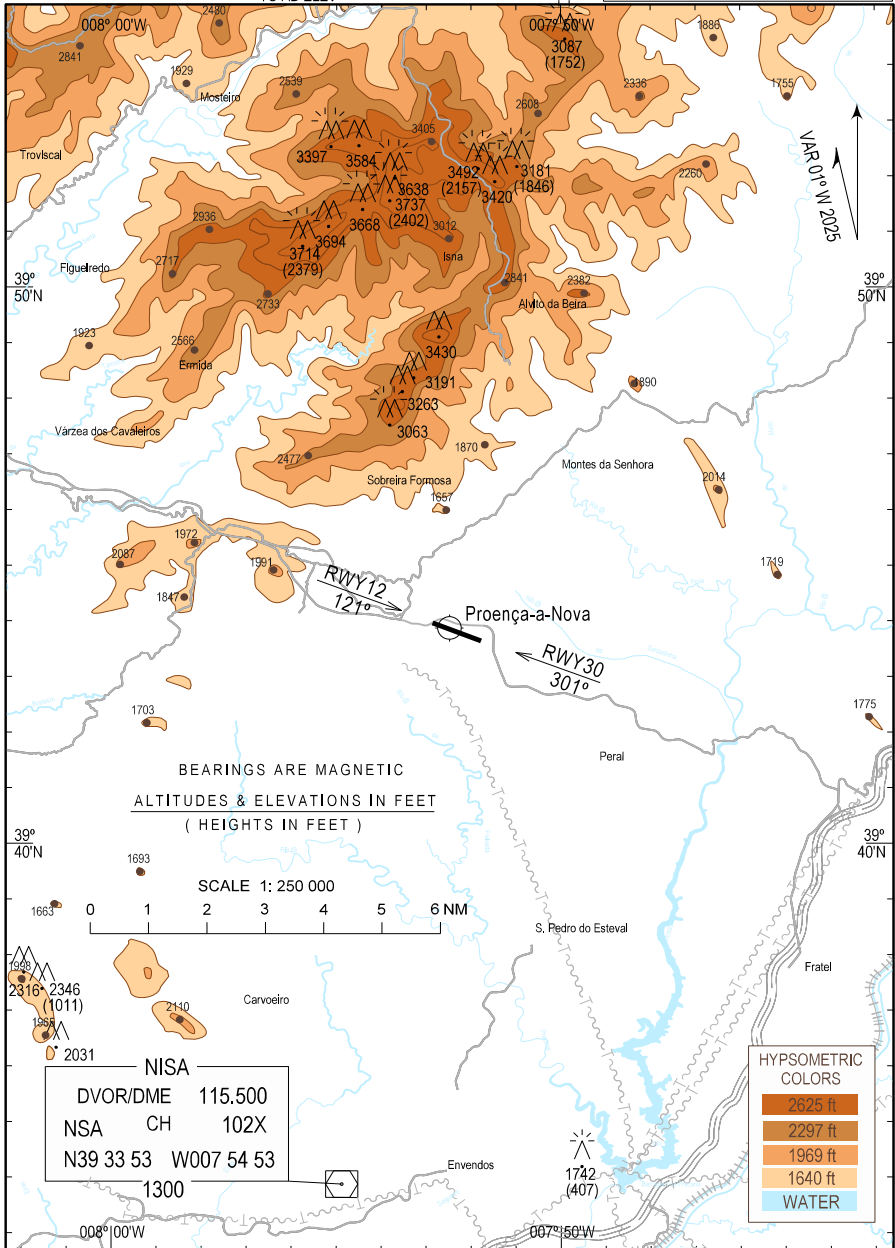 008° 00'W
007° 50'W
2480
2841
3087
(1752)
1886
1929
2539
2336
1755
Mosteiro
2608
3405
Troviscal
3397
3584
3492
(2157)
3181
(1846)
3420
2260
VAR 01° W 2025
3638
3737
(2402)
3668
2936
3694
3714
(2379)
3012
Isna
Figueiredo
2717
2841
39°
50'N
39°
50'N
2733
2382
Alvito da Beira
1923
2566
Ermida
3430
3191
1890
3263
Várzea dos Cavaleiros
3063
2477
1870
Montes da Senhora
Sobreira Formosa
2014
1657
1972
2087
1991
1719
1847
RWY12
121°
Proença-a-Nova
RWY30
301°
1703
1775
Peral
BEARINGS ARE MAGNETIC
ALTITUDES & ELEVATIONS IN FEET
( HEIGHTS IN FEET )
39°
40'N
39°
40'N
1693
SCALE 1: 250 000
1663
0 1 2 3 4 5 6 NM
S. Pedro do Esteval
1998
2316
2346
(1011)
Carvoeiro
Fratel
2110
1965
2031
NISA
DVOR/DME 115.500
NSA CH 102X
N39 33 53 W007 54 53
1300
HYPSOMETRIC
COLORS
2625 ft
2297 ft
1969 ft
1640 ft
WATER
Envendos
1742
(407)
008° 00'W
007° 50'W